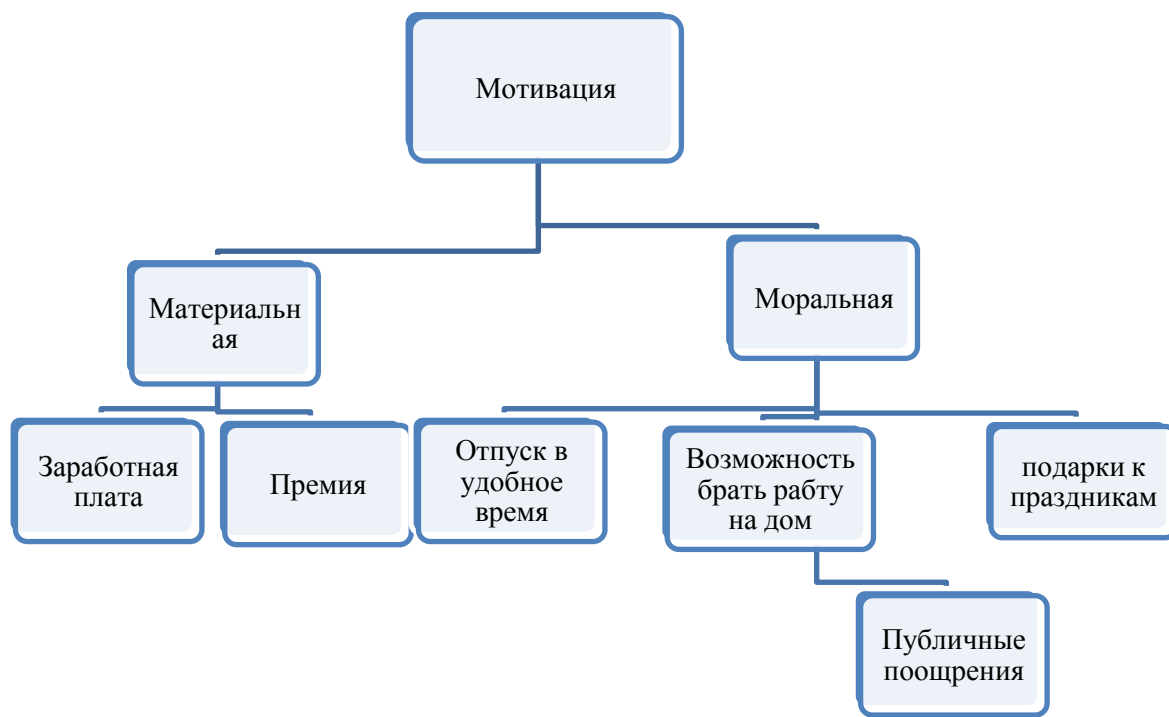 Мотивация
Материальн
ая
Моральная
Заработная
плата
Премия
Отпуск в
удобное
время
Возможность
брать рабту
на дом
подарки к
праздникам
Публичные
поощрения